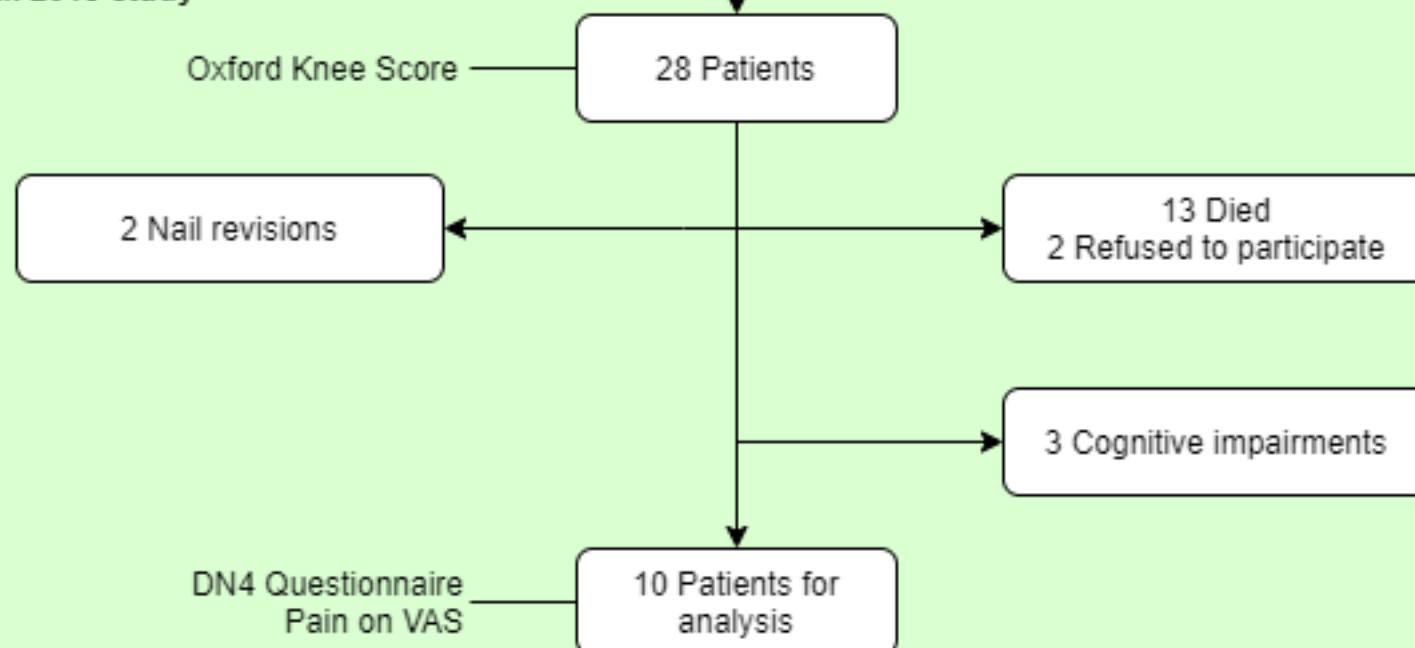 study
Oxford Knee Score
28 Patients
2 Nail revisions
13 Died
2 Refused to participate
3 Cognitive impairments
DN4 Questionnaire
Pain on VAS
10 Patients for
analysis